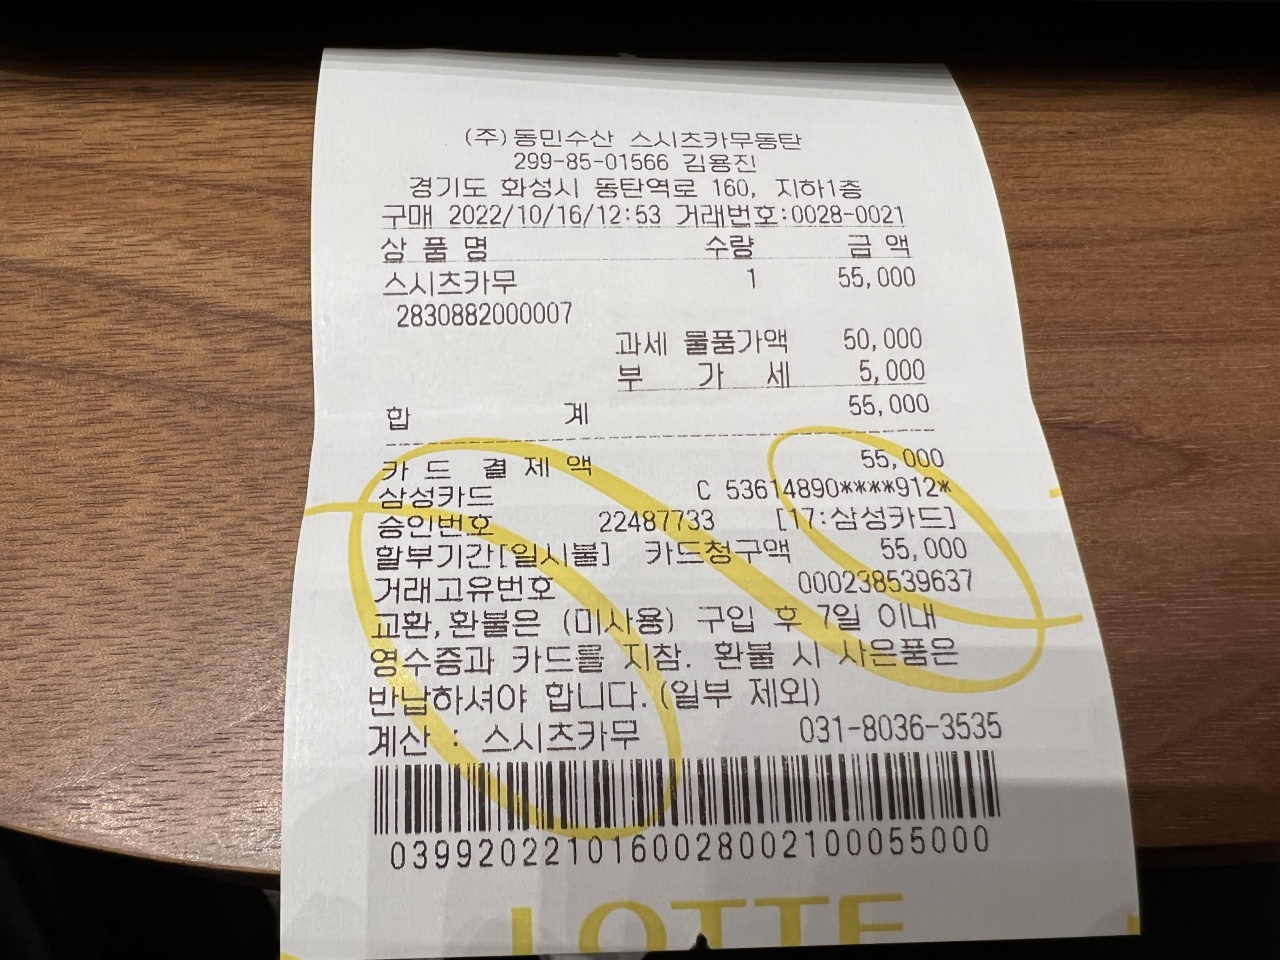 (주)동민수산 스시츠카무동탄
299-85-01566 김용진
경기도 화성시 동탄역로 160, 지하1층
구매 2022/10/16/12:53 거래번호:0028-0021
상 품 명 수량 금 액
스시츠카무 1 55,000
2830882000007
과세 물품가액 50,000
부 가 세 5,000
합 계 55,000
카 드 결 제 액 55,000
삼성카드 C 53614890****912*
승인번호 22487733 [17:삼성카드]
할부기간[일시불] 카드청구액 55,000
거래고유번호 000238539637
교환,환불은 (미사용) 구입 후 7일 이내
영수증과 카드를 지참. 환불 시 사은품은
반납하셔야 합니다.(일부 제외)
계산 : 스시츠카무 031-8036-3535
0399202210160028002100055000
LOTTE